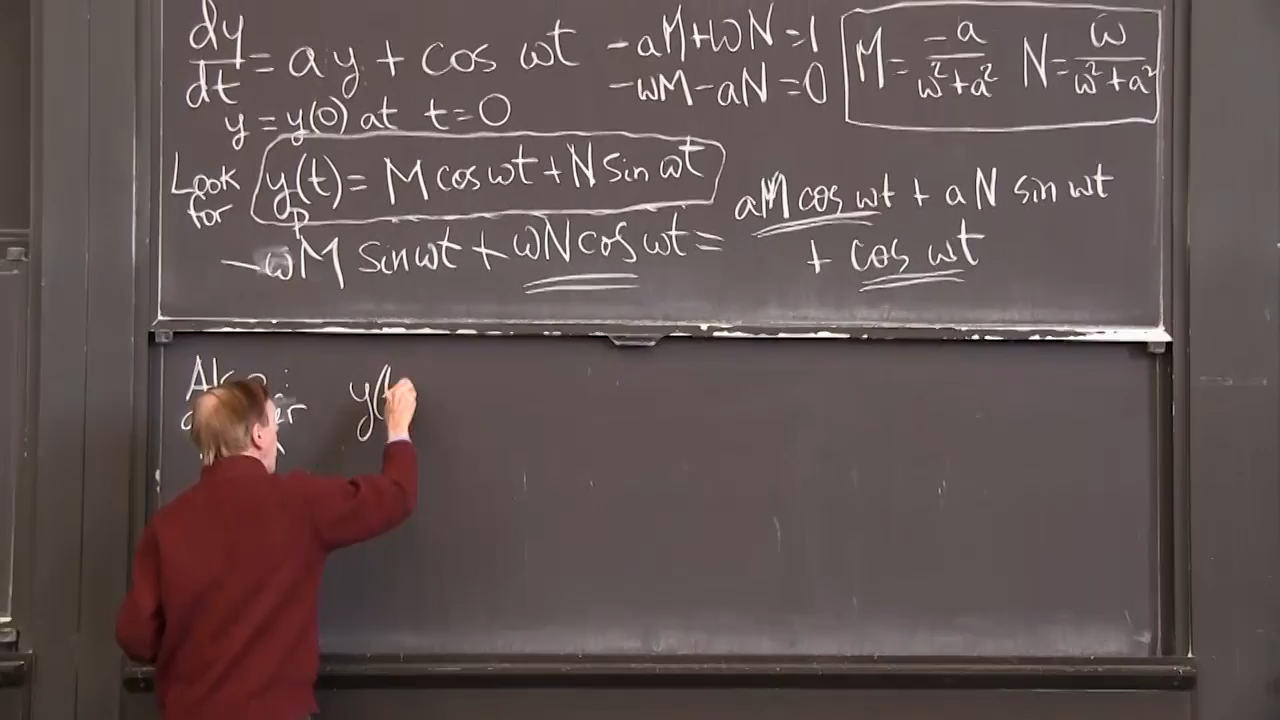 dy/dt = ay + cos ωt
y = y(0) at t = 0
-aM + ωN = 1
-ωM - aN = 0
M = -a/(ω²+a²) N = ω/(ω²+a²)
Look for y_p(t) = M cos ωt + N sin ωt
-ωM sin ωt + ωN cos ωt = aM cos ωt + aN sin ωt
+ cos ωt
y(